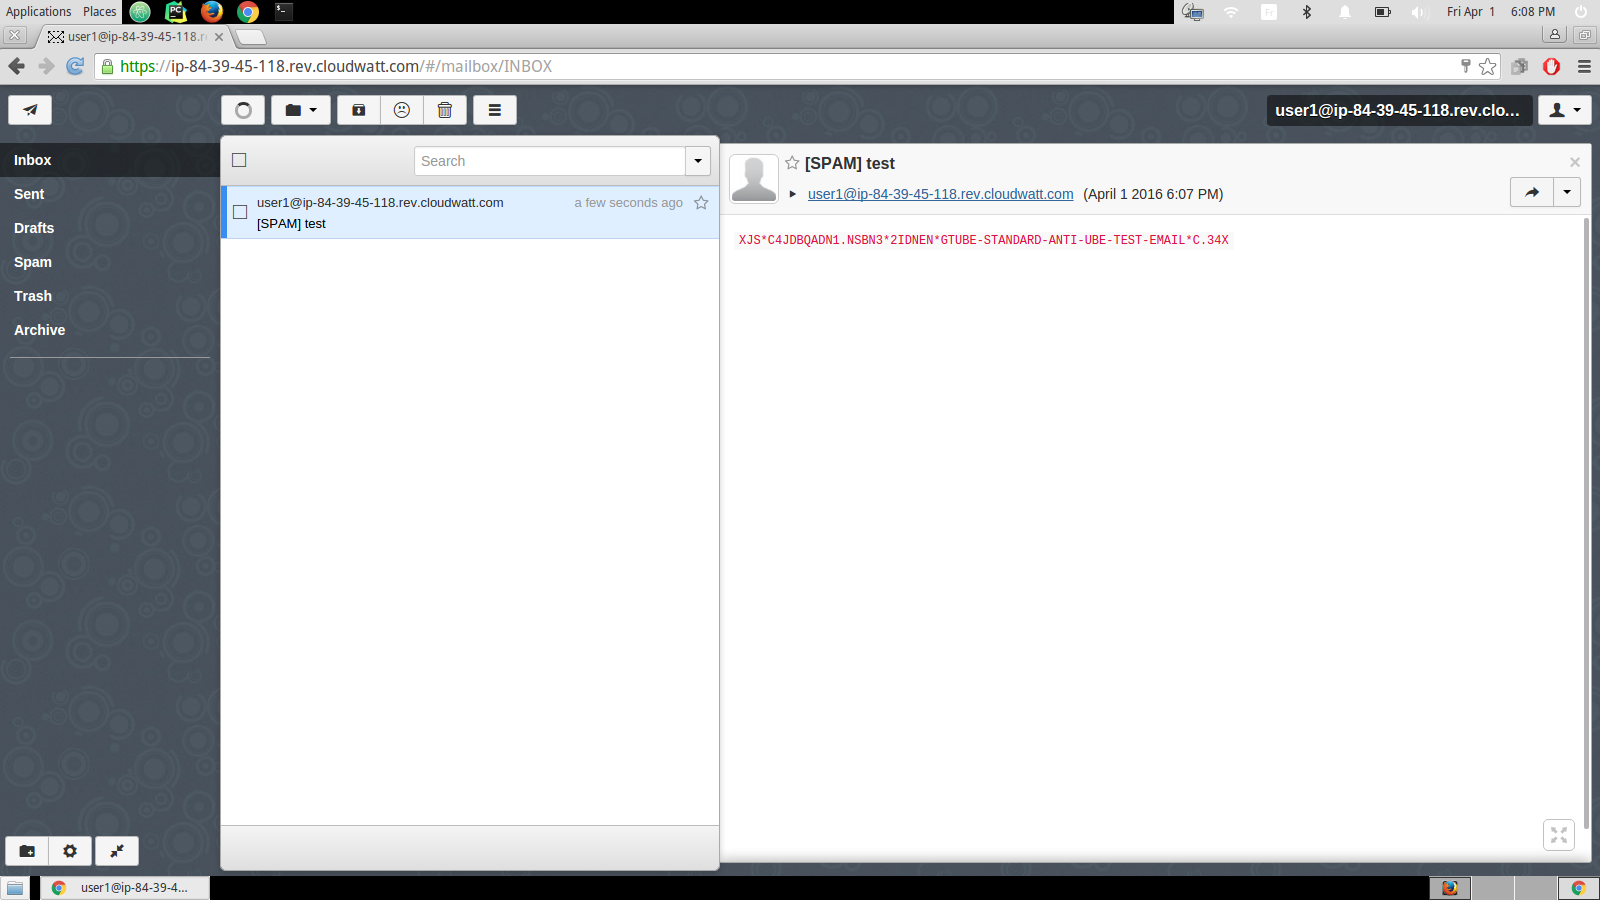 Applications Places
PC
$_
Fr
Fri Apr 1 6:08 PM
user1@ip-84-39-45-118.r
https://ip-84-39-45-118.rev.cloudwatt.com/#/mailbox/INBOX
user1@ip-84-39-45-118.rev.clo...
Inbox
Sent
Drafts
Spam
Trash
Archive
Search
user1@ip-84-39-45-118.rev.cloudwatt.com a few seconds ago
[SPAM] test
[SPAM] test
user1@ip-84-39-45-118.rev.cloudwatt.com (April 1 2016 6:07 PM)
XJS*C4JDBQADN1.NSBN3*2IDNEN*GTUBE-STANDARD-ANTI-UBE-TEST-EMAIL*C.34X
user1@ip-84-39-4...